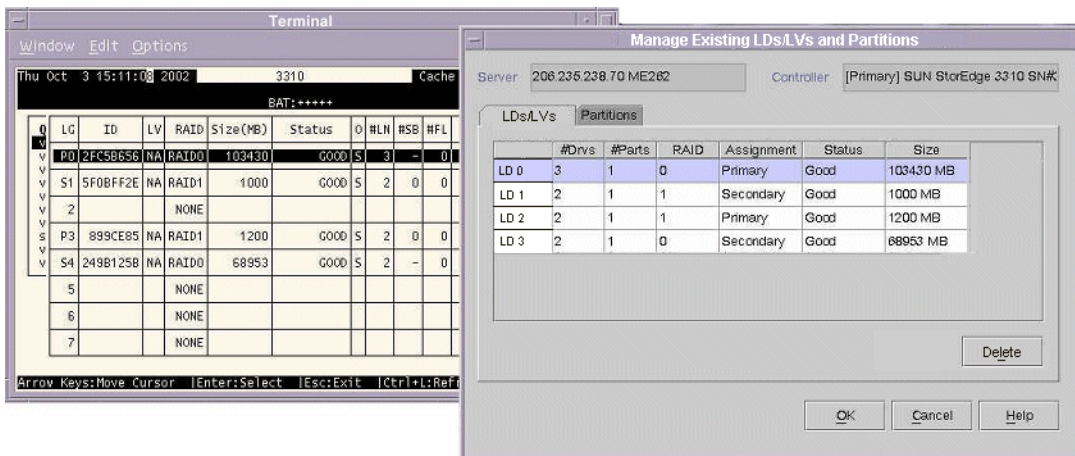 Terminal
Window Edit Options
Thu Oct 3 15:11:08 2002 3310 Cache
BAT:+++++
Q LG ID LV RAID Size(MB) Status O #LN #SB #FL
v P0 2FC5B656 NA RAID0 103430 GOOD S 3 - 0
v S1 5F0BFF2E NA RAID1 1000 GOOD S 2 0 0
v 2 NONE
s P3 899CE85 NA RAID1 1200 GOOD S 2 0 0
v S4 249B125B NA RAID0 68953 GOOD S 2 - 0
5 NONE
6 NONE
7 NONE
Arrow Keys:Move Cursor |Enter:Select |Esc:Exit |Ctrl+L:Refr
Manage Existing LDs/LVs and Partitions
Server 206.235.238.70 ME262 Controller [Primary] SUN StorEdge 3310 SN#
LDs/LVs Partitions
#Drvs #Parts RAID Assignment Status Size
LD 0 3 1 0 Primary Good 103430 MB
LD 1 2 1 1 Secondary Good 1000 MB
LD 2 2 1 1 Primary Good 1200 MB
LD 3 2 1 0 Secondary Good 68953 MB
Delete
OK Cancel Help